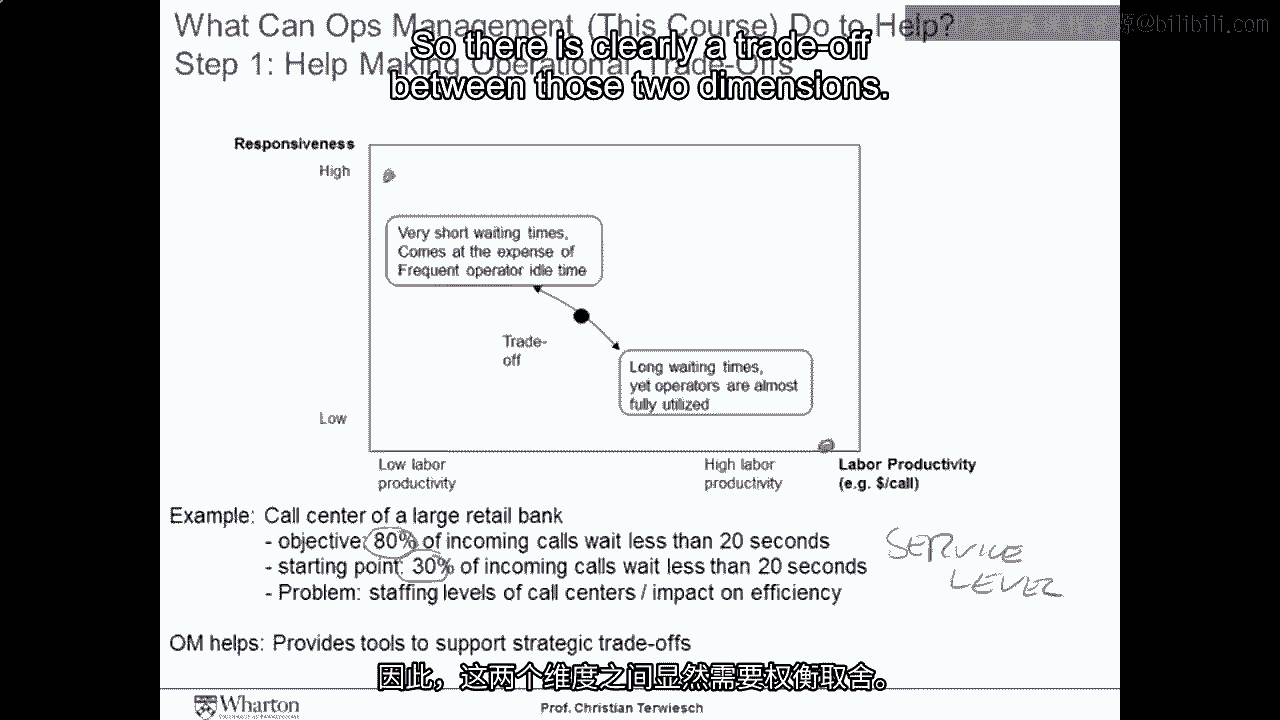 What Can Ops Management (This Course) Do to Help?
源@bilibili.com
So there is clearly a trade-off
Step 1: Help Making Operational Trade-Offs
between those two dimensions.
Responsiveness
High
Very short waiting times,
Comes at the expense of
Frequent operator idle time
Trade-
off
Long waiting times,
yet operators are almost
fully utilized
Low
Low labor
productivity
High labor
productivity
Labor Productivity
(e.g. $/call)
Example: Call center of a large retail bank
- objective: 80% of incoming calls wait less than 20 seconds
- starting point: 30% of incoming calls wait less than 20 seconds
- Problem: staffing levels of call centers / impact on efficiency
SERVICE
LEVEL
OM helps: Provides tools to support strategic trade-offs
因此，这两个维度之间显然需要权衡取舍。
Wharton
Prof. Christian Terwiesch